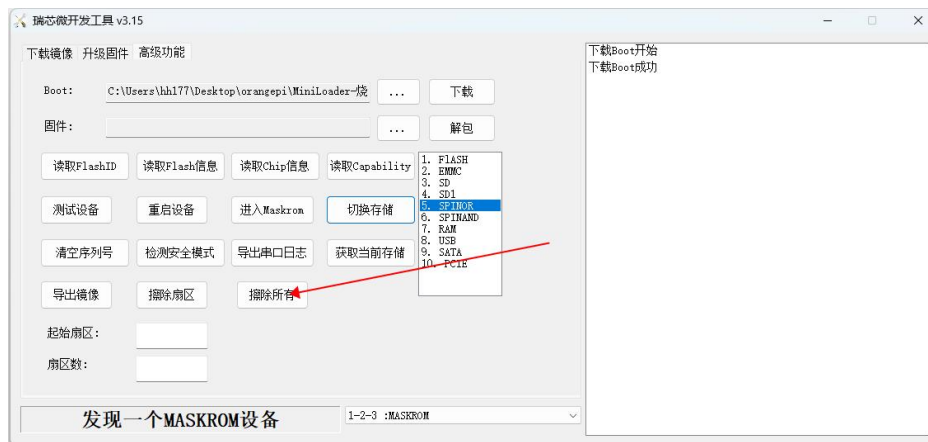 瑞芯微开发工具 v3.15
下载镜像 升级固件 高级功能
Boot: C:\Users\hh177\Desktop\orangepi\MiniLoader-烧 ... 下载
固件: ... 解包
读取FlashID 读取Flash信息 读取Chip信息 读取Capability
测试设备 重启设备 进入Maskrom 切换存储
清空序列号 检测安全模式 导出串口日志 获取当前存储
导出镜像 擦除扇区 擦除所有
1. FlASH
2. EMMC
3. SD
4. SD1
5. SPINOR
6. SPINAND
7. RAM
8. USB
9. SATA
10. PCIE
起始扇区:
扇区数:
发现一个MASKROM设备
1-2-3 :MASKROM
下载Boot开始
下载Boot成功